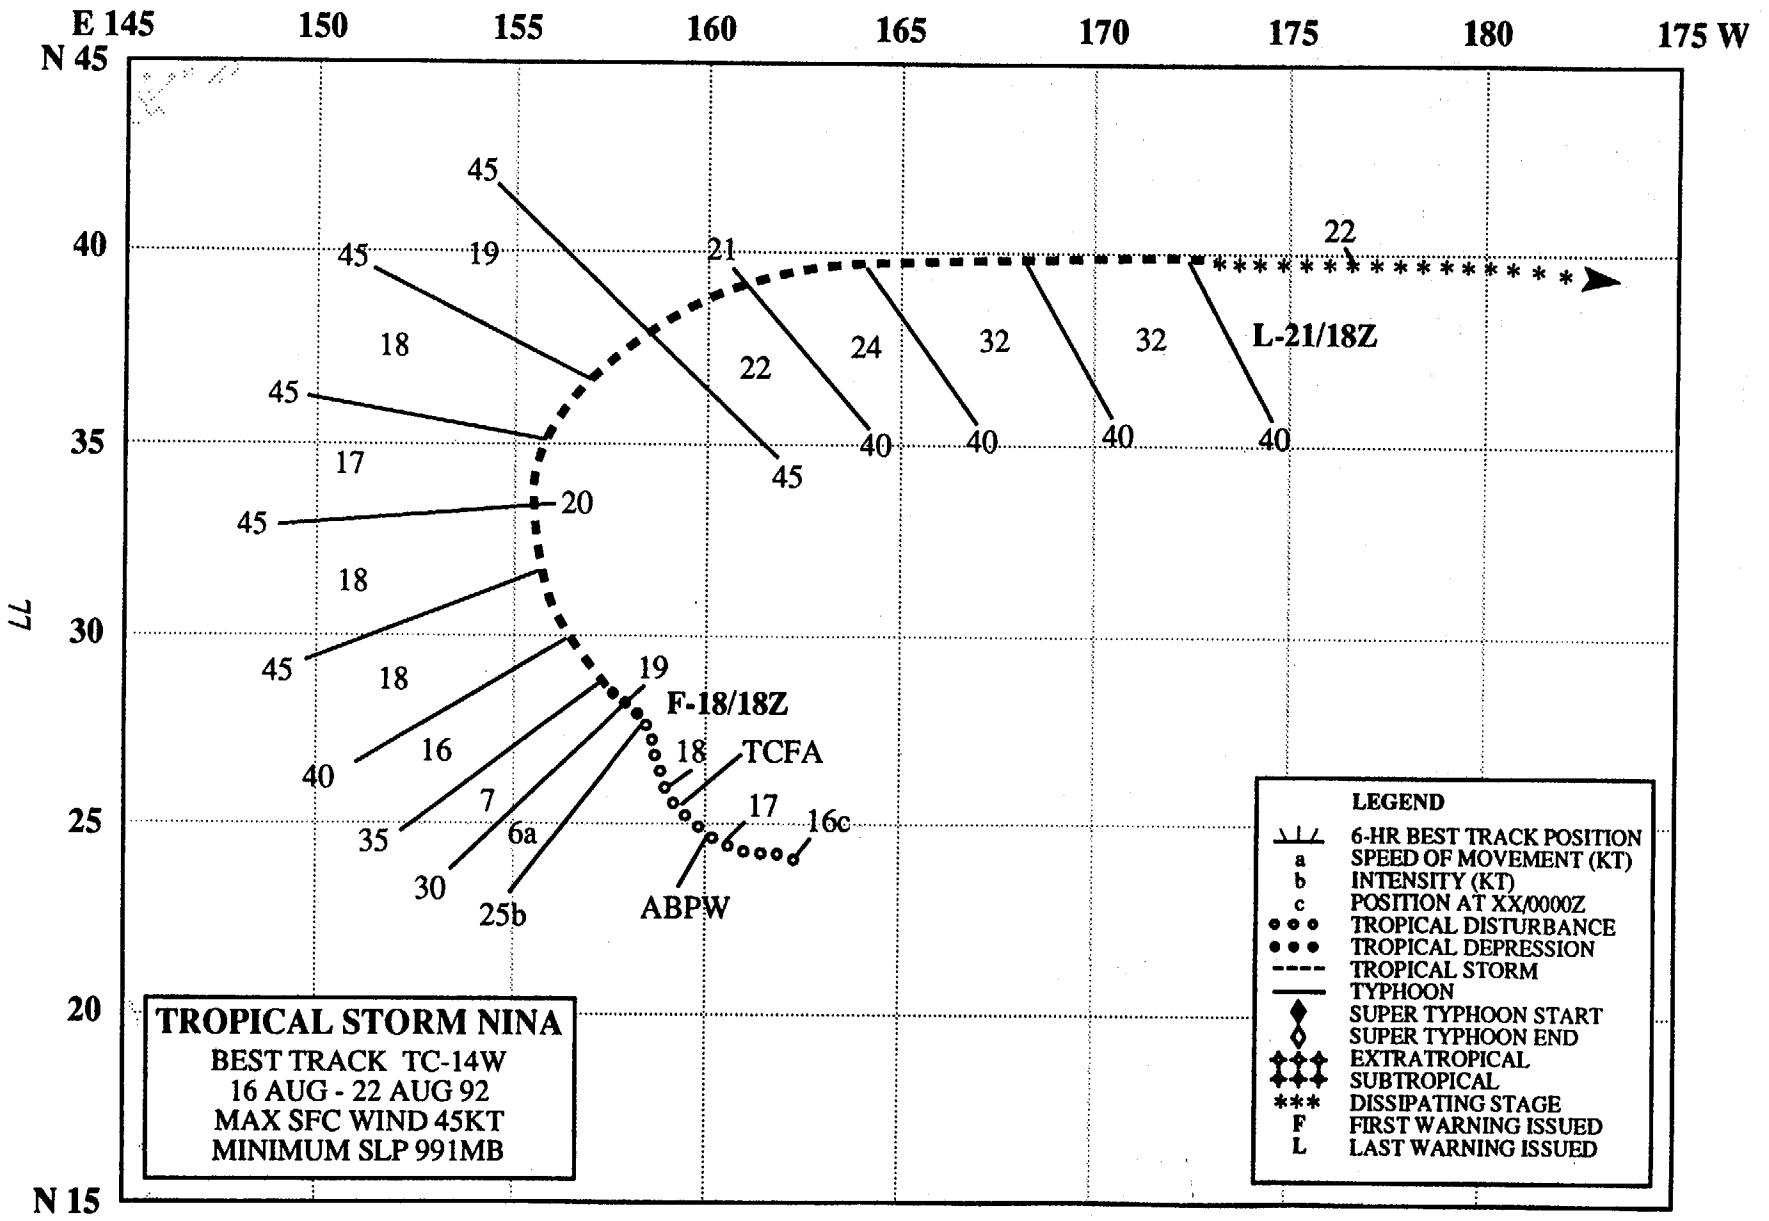 E 145 150 155 160 165 170 175 180 175 W
N 45
45
40
45 19 21 22
18 22 24 32 32 L-21/18Z
45
35
17 40 40 40 40
45
45 20
18
30
45 18 19
F-18/18Z
16 18 TCFA
40
7 17 16c
25
35 6a
30
25b ABPW
20
N 15
LL
TROPICAL STORM NINA
BEST TRACK TC-14W
16 AUG - 22 AUG 92
MAX SFC WIND 45KT
MINIMUM SLP 991MB
LEGEND
6-HR BEST TRACK POSITION
a SPEED OF MOVEMENT (KT)
b INTENSITY (KT)
c POSITION AT XX/0000Z
TROPICAL DISTURBANCE
TROPICAL DEPRESSION
TROPICAL STORM
TYPHOON
SUPER TYPHOON START
SUPER TYPHOON END
EXTRATROPICAL
SUBTROPICAL
*** DISSIPATING STAGE
F FIRST WARNING ISSUED
L LAST WARNING ISSUED